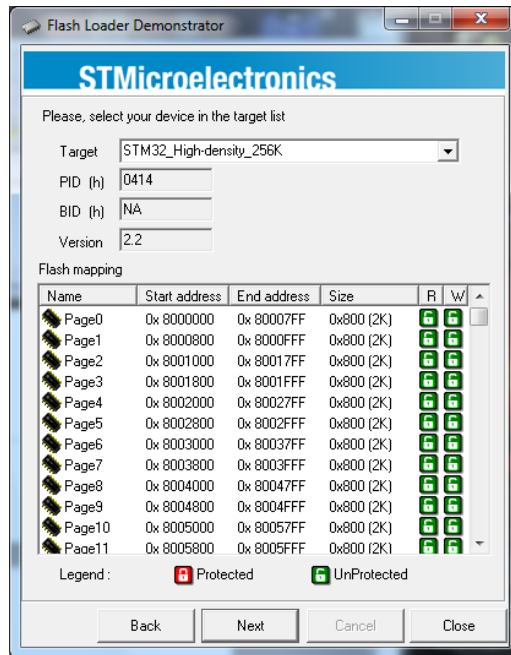 Flash Loader Demonstrator
STMicroelectronics
Please, select your device in the target list
Target STM32_High-density_256K
PID (h) 0414
BID (h) NA
Version 2.2
Flash mapping
Name Start address End address Size R W
Page0 0x 8000000 0x 80007FF 0x800 (2K)
Page1 0x 8000800 0x 8000FFF 0x800 (2K)
Page2 0x 8001000 0x 80017FF 0x800 (2K)
Page3 0x 8001800 0x 8001FFF 0x800 (2K)
Page4 0x 8002000 0x 80027FF 0x800 (2K)
Page5 0x 8002800 0x 8002FFF 0x800 (2K)
Page6 0x 8003000 0x 80037FF 0x800 (2K)
Page7 0x 8003800 0x 8003FFF 0x800 (2K)
Page8 0x 8004000 0x 80047FF 0x800 (2K)
Page9 0x 8004800 0x 8004FFF 0x800 (2K)
Page10 0x 8005000 0x 80057FF 0x800 (2K)
Page11 0x 8005800 0x 8005FFF 0x800 (2K)
Legend : Protected UnProtected
Back Next Cancel Close